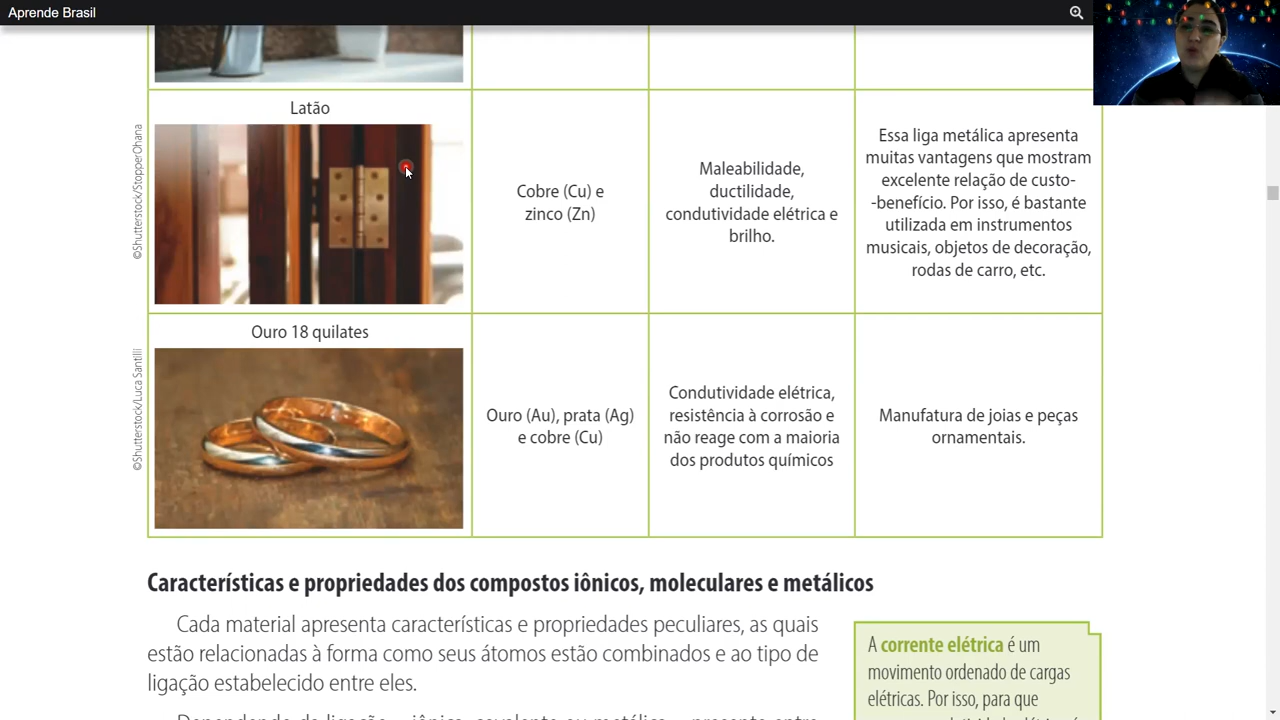 Aprende Brasil
Latão
©Shutterstock/StopperOhana
Cobre (Cu) e
zinco (Zn)
Maleabilidade,
ductilidade,
condutividade elétrica e
brilho.
Essa liga metálica apresenta
muitas vantagens que mostram
excelente relação de custo-
-benefício. Por isso, é bastante
utilizada em instrumentos
musicais, objetos de decoração,
rodas de carro, etc.
Ouro 18 quilates
©Shutterstock/Luca Santilli
Ouro (Au), prata (Ag)
e cobre (Cu)
Condutividade elétrica,
resistência à corrosão e
não reage com a maioria
dos produtos químicos
Manufatura de joias e peças
ornamentais.
Características e propriedades dos compostos iônicos, moleculares e metálicos
Cada material apresenta características e propriedades peculiares, as quais
estão relacionadas à forma como seus átomos estão combinados e ao tipo de
ligação estabelecido entre eles.
A corrente elétrica é um
movimento ordenado de cargas
elétricas. Por isso, para que